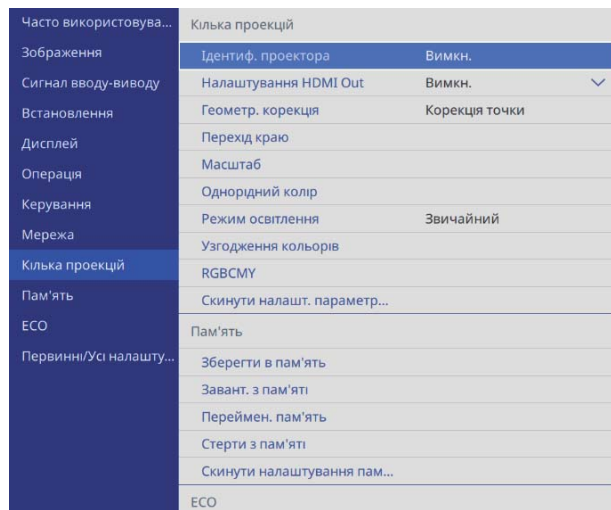 Часто використовува...
Зображення
Сигнал вводу-виводу
Встановлення
Дисплей
Операція
Керування
Мережа
Кілька проекцій
Пам'ять
ECO
Первинні/Усі налашту...
Кілька проекцій
Ідентиф. проектора Вимкн.
Налаштування HDMI Out Вимкн.
Геометр. корекція Корекція точки
Перехід краю
Масштаб
Однорідний колір
Режим освітлення Звичайний
Узгодження кольорів
RGBCMY
Скинути налашт. параметр...
Пам'ять
Зберегти в пам'ять
Завант. з пам'яті
Переймен. пам'ять
Стерти з пам'яті
Скинути налаштування пам...
ECO